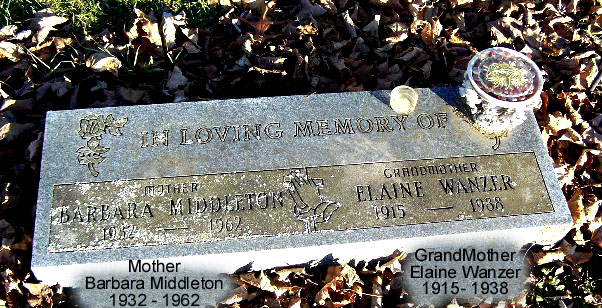 IN LOVING MEMORY OF
MOTHER
BARBARA MIDDLETON
1932 — 1962
GRANDMOTHER
ELAINE WANZER
1915 — 1938
Mother
Barbara Middleton
1932 - 1962
GrandMother
Elaine Wanzer
1915- 1938